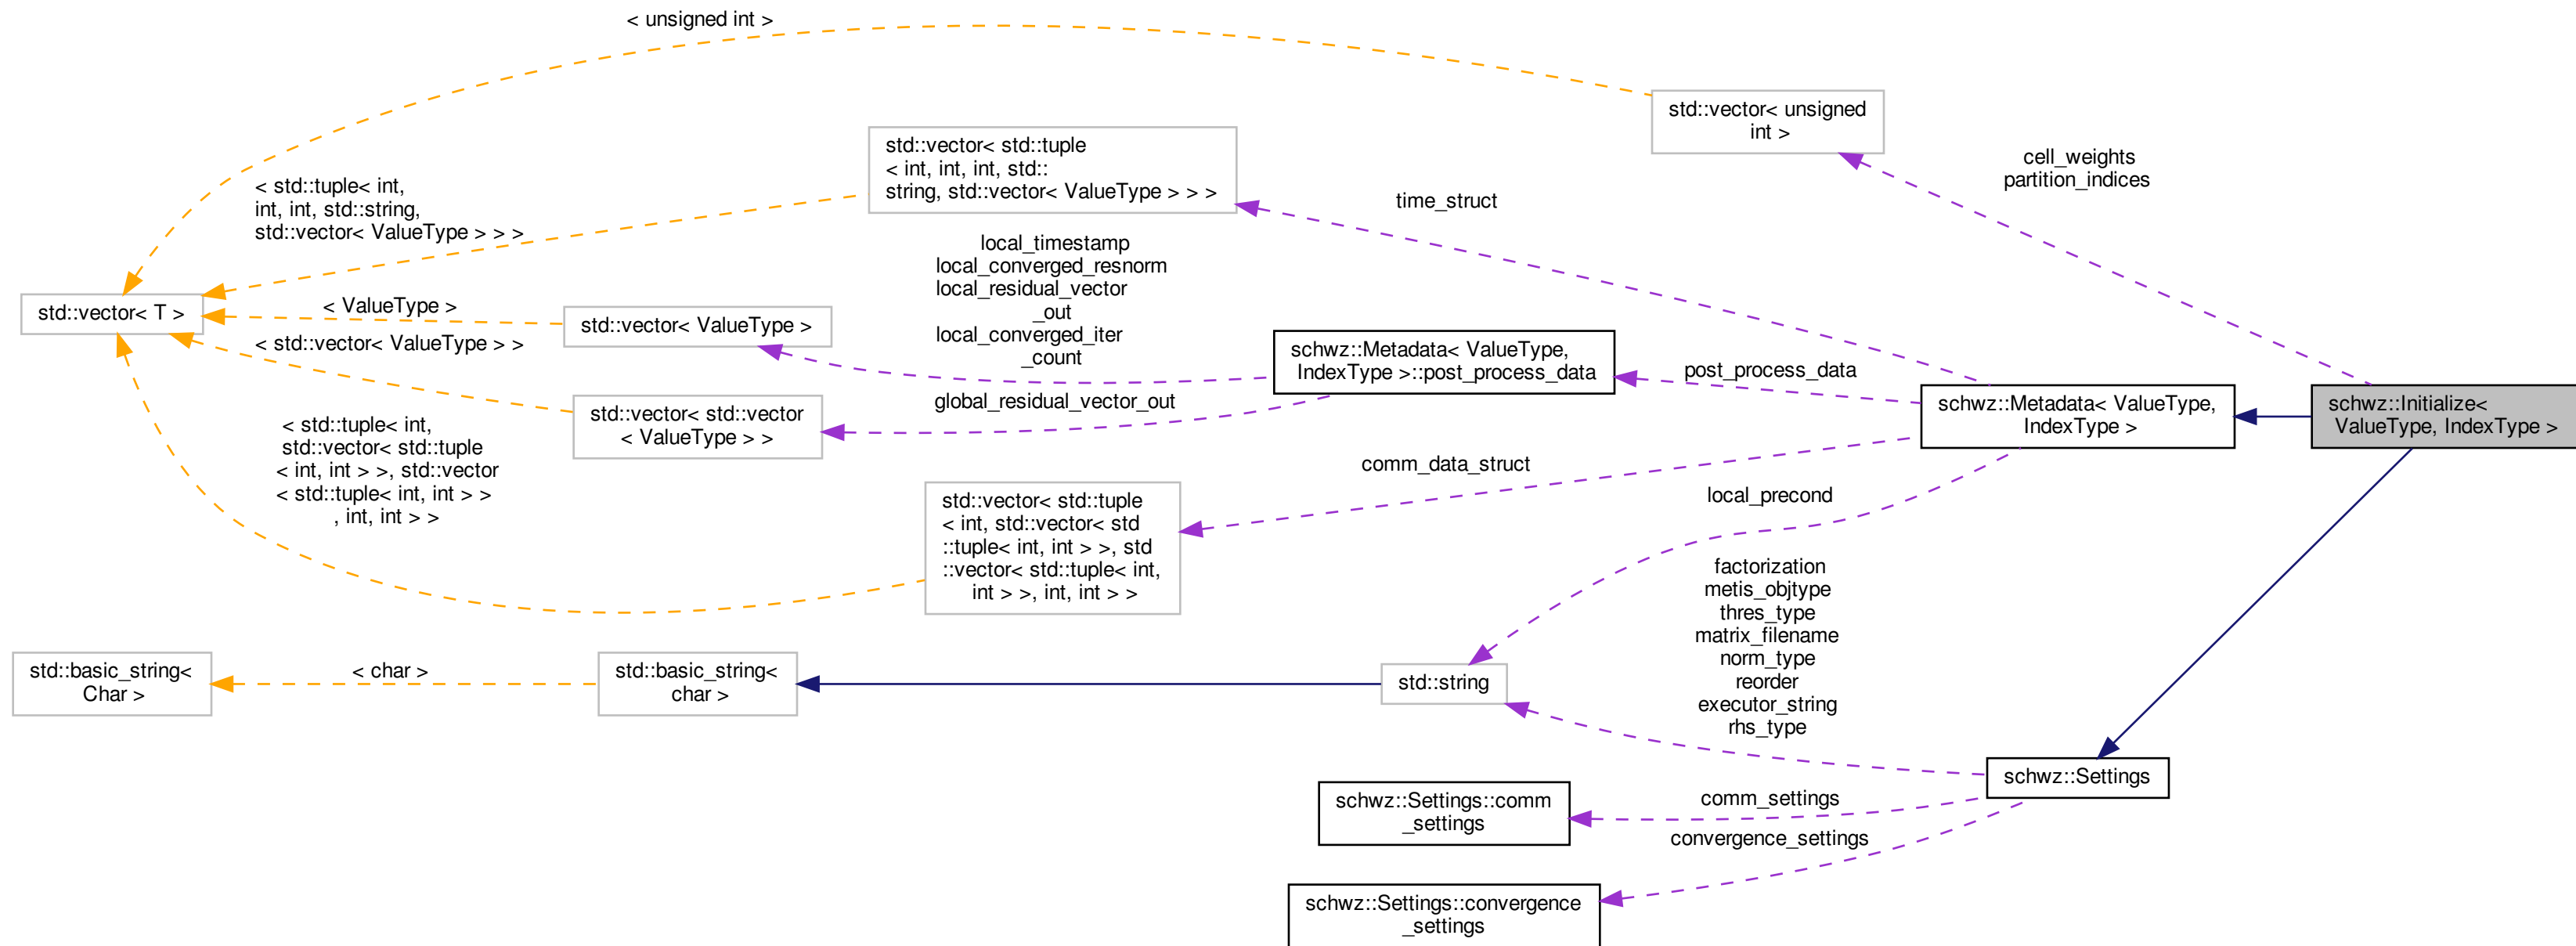 < unsigned int >
std::vector< unsigned
int >
cell_weights
partition_indices
std::vector< std::tuple
< int, int, int, std::
string, std::vector< ValueType > > >
time_struct
< std::tuple< int,
int, int, std::string,
std::vector< ValueType > > >
local_timestamp
local_converged_resnorm
local_residual_vector
_out
local_converged_iter
_count
std::vector< T >
< ValueType >
std::vector< ValueType >
< std::vector< ValueType > >
schwz::Metadata< ValueType,
IndexType >::post_process_data
post_process_data
schwz::Metadata< ValueType,
IndexType >
schwz::Initialize<
ValueType, IndexType >
std::vector< std::vector
< ValueType > >
global_residual_vector_out
< std::tuple< int,
std::vector< std::tuple
< int, int > >, std::vector
< std::tuple< int, int > >
, int, int > >
comm_data_struct
std::vector< std::tuple
< int, std::vector< std
::tuple< int, int > >, std
::vector< std::tuple< int,
int > >, int, int > >
local_precond
factorization
metis_objtype
thres_type
matrix_filename
norm_type
reorder
executor_string
rhs_type
std::basic_string<
Char >
< char >
std::basic_string<
char >
std::string
schwz::Settings
schwz::Settings::comm
_settings
comm_settings
convergence_settings
schwz::Settings::convergence
_settings